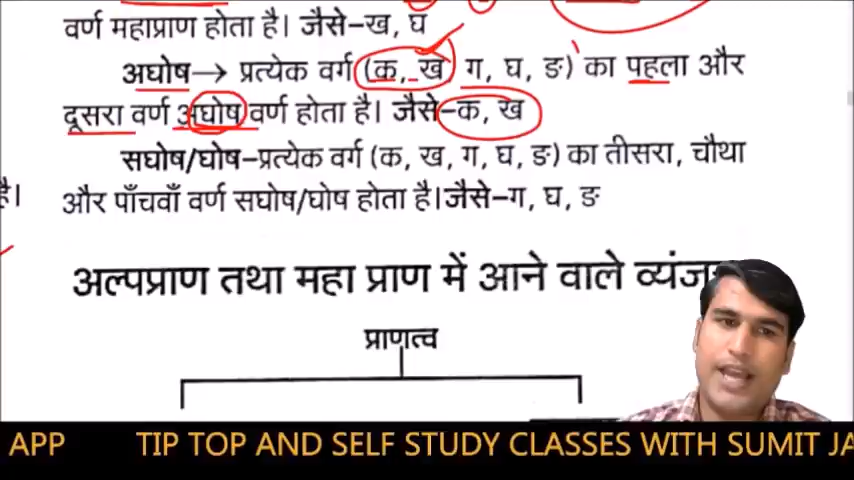 वर्ण महाप्राण होता है। जैसे–ख, घ
अघोष→ प्रत्येक वर्ग (क, ख, ग, घ, ङ) का पहला और
दूसरा वर्ण अघोष वर्ण होता है। जैसे–क, ख
सघोष/घोष–प्रत्येक वर्ग (क, ख, ग, घ, ङ) का तीसरा, चौथा
है।
और पाँचवाँ वर्ण सघोष/घोष होता है।जैसे–ग, घ, ङ
अल्पप्राण तथा महा प्राण में आने वाले
प्राणत्व
APP TIP TOP AND SELF STUDY CLASSES WITH SUMIT